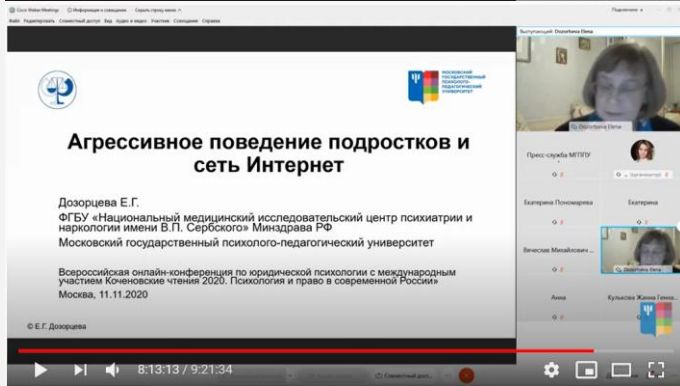 Cisco Webex Meetings
Информация о совещании
Скрыть строку меню
Файл Редактировать Совместный доступ Вид Аудио и видео Участник Совещание Справка
Выступающий: Dozortseva Elena
МОСКОВСКИЙ
ГОСУДАРСТВЕННЫЙ
ПСИХОЛОГО-
ПЕДАГОГИЧЕСКИЙ
УНИВЕРСИТЕТ
Агрессивное поведение подростков и
сеть Интернет
Дозорцева Е.Г.
ФГБУ «Национальный медицинский исследовательский центр психиатрии и
наркологии имени В.П. Сербского» Минздрава РФ
Московский государственный психолого-педагогический университет
Всероссийская онлайн-конференция по юридической психологии с международным
участием Коченовские чтения 2020. Психология и право в современной России»
Москва, 11.11.2020
© Е.Г. Дозорцева
Dozortseva Elena
Пресс-служба МГППУ
Екатерина Пономарева
Екатерина
Вячеслав Михайлович ...
Dozortseva Elena
Анна
Кулькова Жанна Генна...
8:13:13 / 9:21:34